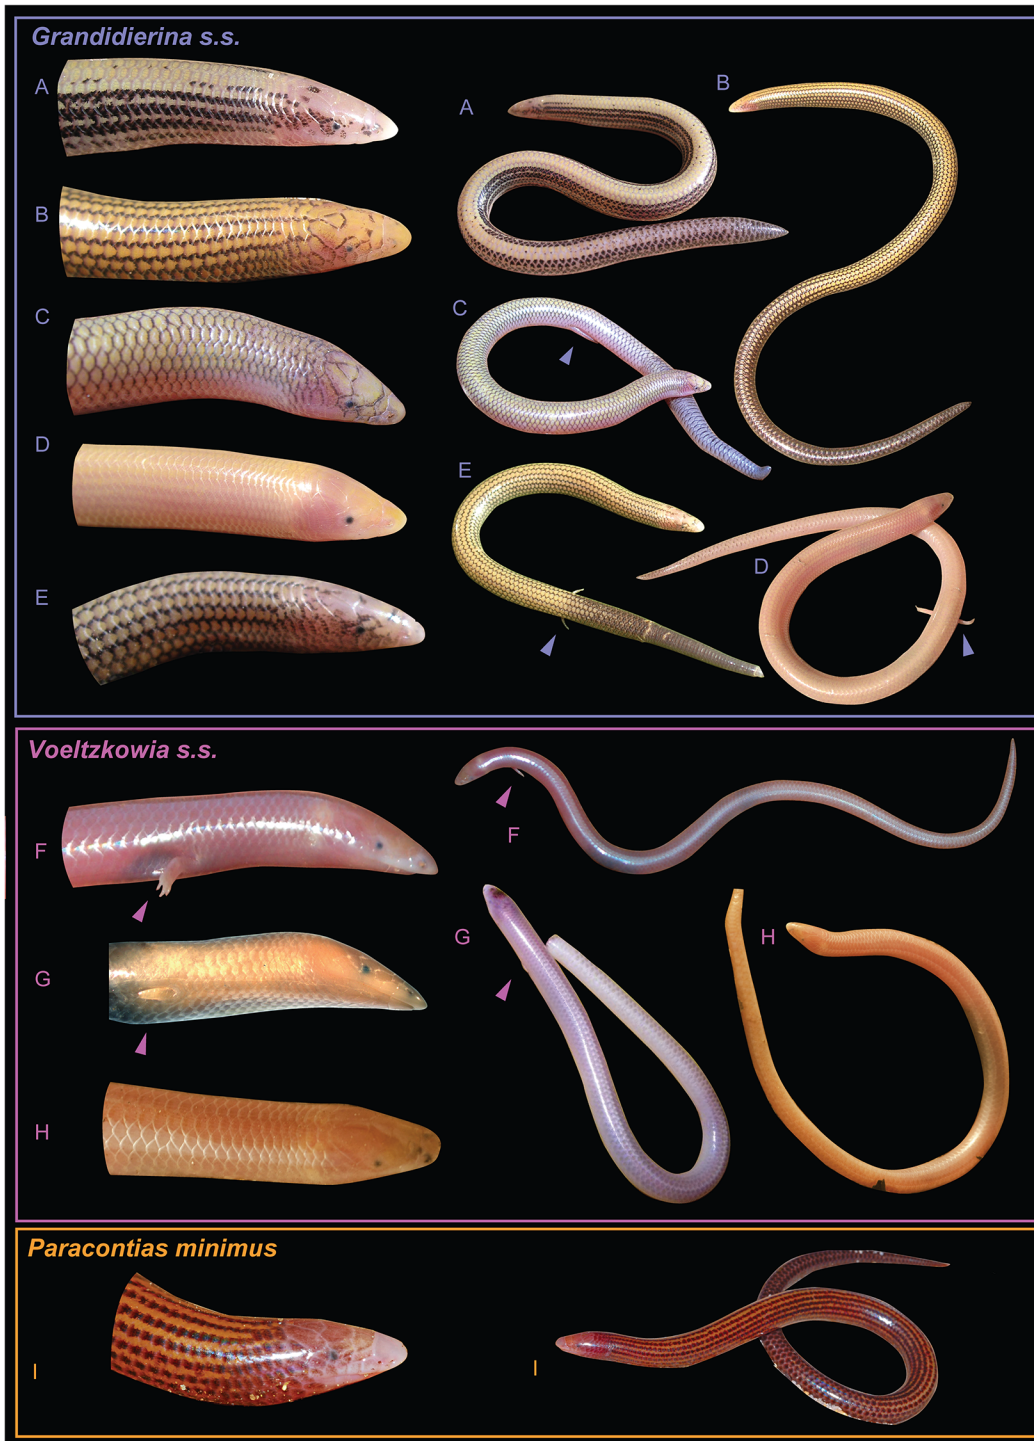 Grandidierina s.s.
A
B
C
D
E
A
B
C
E
D
Voeltzkowia s.s.
F
G
H
F
G
H
Paracontias minimus
I
I